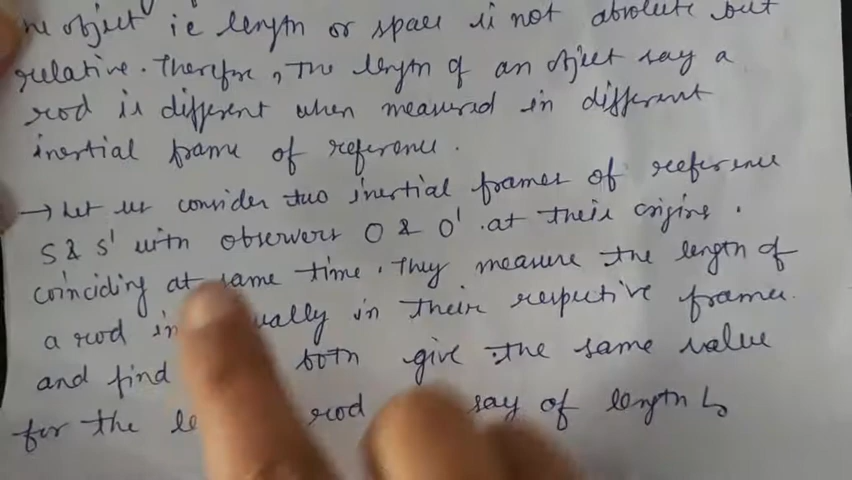 object ie length or space is not absolute but
relative. Therefore, The length of an object say a
rod is different when measured in different
inertial frame of reference.
→ Let us consider two inertial frames of reference
S & S' with observers O & O' . at their origins .
coinciding at same time. They measure the length of
a rod in ually in their respective frames.
and find both give the same value
for the le rod say of length L₀